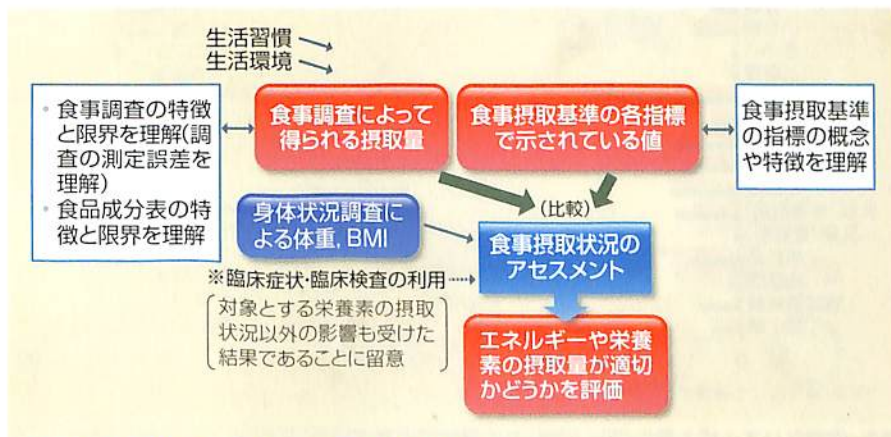 生活習慣
生活環境
・食事調査の特徴
と限界を理解(調
査の測定誤差を
理解)
・食品成分表の特
徴と限界を理解
食事調査によって
得られる摂取量
食事摂取基準の各指標
で示されている値
食事摂取基準
の指標の概念
や特徴を理解
(比較)
身体状況調査に
よる体重, BMI
食事摂取状況の
アセスメント
※臨床症状・臨床検査の利用
対象とする栄養素の摂取
状況以外の影響も受けた
結果であることに留意
エネルギーや栄養
素の摂取量が適切
かどうかを評価